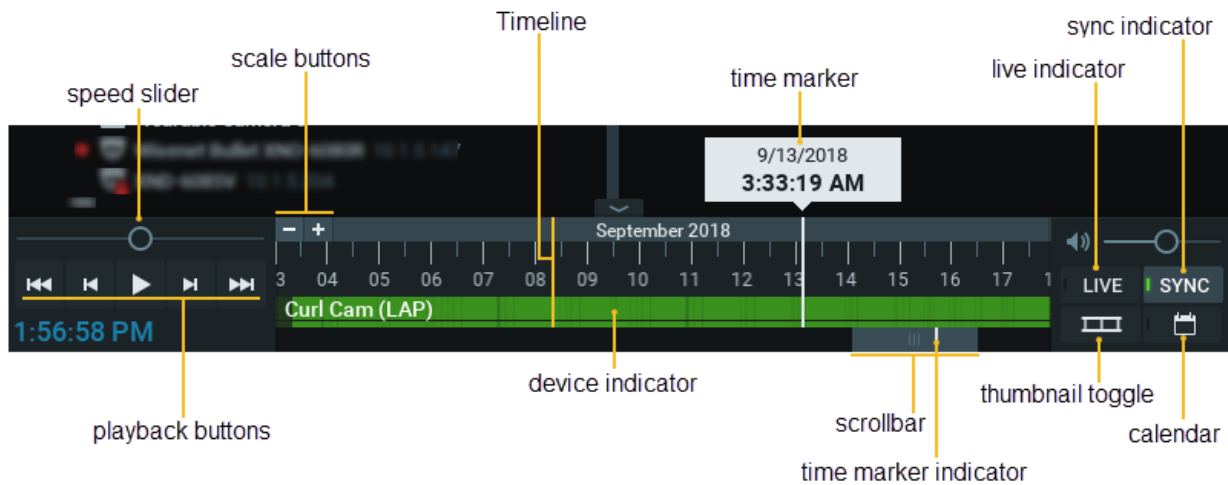 Timeline
sync indicator
scale buttons
time marker
live indicator
speed slider
9/13/2018
3:33:19 AM
- +
September 2018
3 04 05 06 07 08 09 10 11 12 13 14 15 16 17 1
LIVE
SYNC
Curl Cam (LAP)
1:56:58 PM
device indicator
thumbnail toggle
playback buttons
scrollbar
calendar
time marker indicator